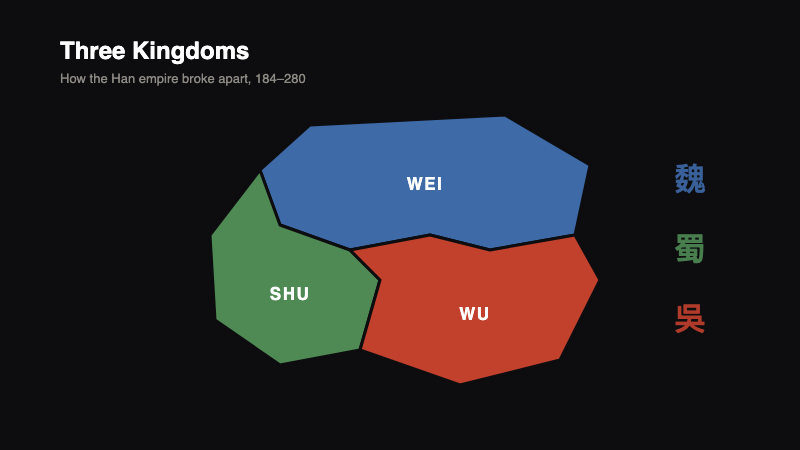 Three Kingdoms
How the Han empire broke apart, 184–280
WEI
SHU
WU
魏
蜀
吳